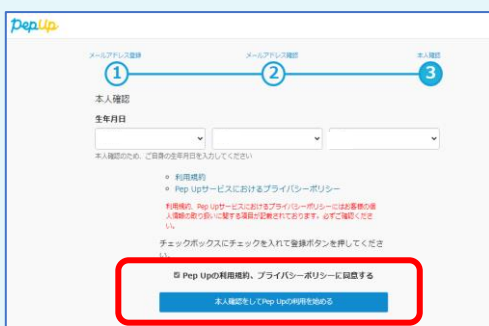 PepUp
メールアドレス登録
メールアドレス確認
本人確認
1
2
3
本人確認
生年月日
本人確認のため、ご自身の生年月日を入力してください
利用規約
Pep Upサービスにおけるプライバシーポリシー
利用規約、Pep Upサービスにおけるプライバシーポリシーにはお客様の個
人情報の取り扱いに関する項目が記載されております。必ずご確認くださ
い。
チェックボックスにチェックを入れて登録ボタンを押してくださ
い。
Pep Upの利用規約、プライバシーポリシーに同意する
本人確認をしてPep Upの利用を始める